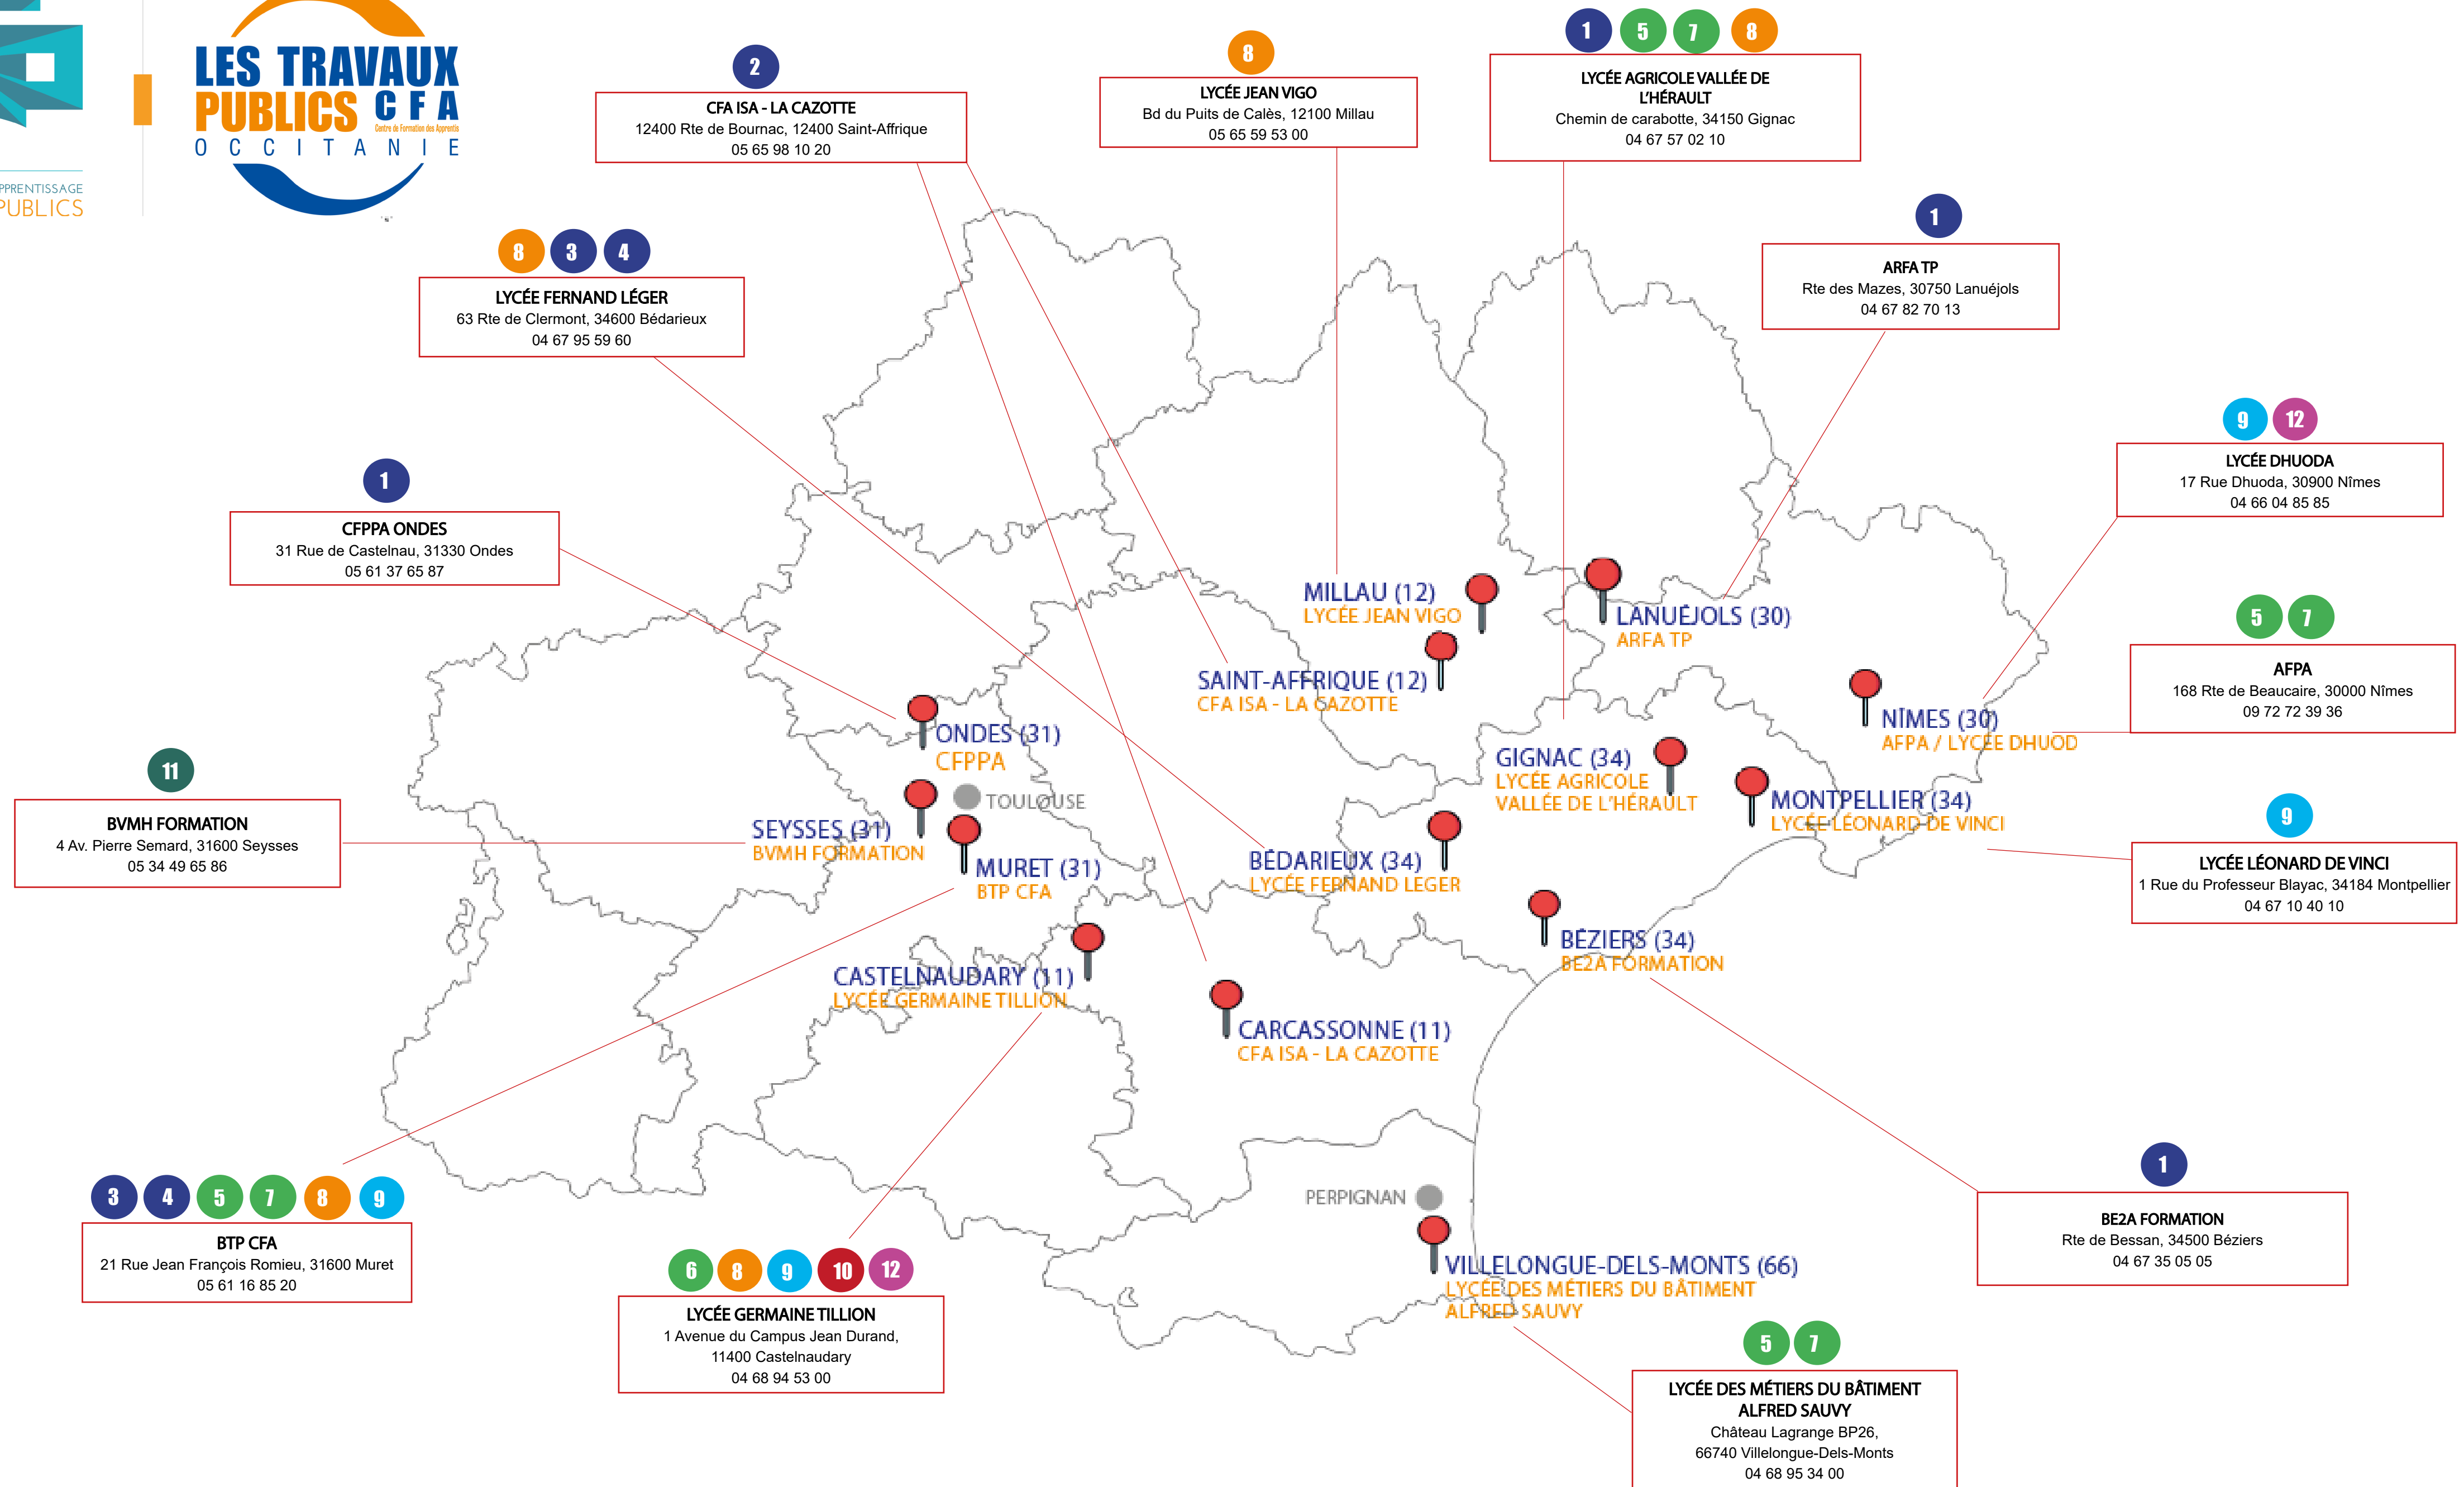 PPRENTISSAGE
PUBLICS
LES TRAVAUX
PUBLICS CFA
Centre de Formation des Apprentis
OCCITANIE
2
CFA ISA - LA CAZOTTE
12400 Rte de Bournac, 12400 Saint-Affrique
05 65 98 10 20
8
LYCÉE JEAN VIGO
Bd du Puits de Calès, 12100 Millau
05 65 59 53 00
1 5 7 8
LYCÉE AGRICOLE VALLÉE DE
L'HÉRAULT
Chemin de carabotte, 34150 Gignac
04 67 57 02 10
1
ARFA TP
Rte des Mazes, 30750 Lanuéjols
04 67 82 70 13
8 3 4
LYCÉE FERNAND LÉGER
63 Rte de Clermont, 34600 Bédarieux
04 67 95 59 60
9 12
LYCÉE DHUODA
17 Rue Dhuoda, 30900 Nîmes
04 66 04 85 85
1
CFPPA ONDES
31 Rue de Castelnau, 31330 Ondes
05 61 37 65 87
5 7
AFPA
168 Rte de Beaucaire, 30000 Nîmes
09 72 72 39 36
MILLAU (12)
LYCÉE JEAN VIGO
LANUÉJOLS (30)
ARFA TP
SAINT-AFFRIQUE (12)
CFA ISA - LA CAZOTTE
NÎMES (30)
AFPA / LYCÉE DHUOD
ONDES (31)
CFPPA
GIGNAC (34)
LYCÉE AGRICOLE
VALLÉE DE L'HÉRAULT
TOULOUSE
MONTPELLIER (34)
LYCÉE LÉONARD DE VINCI
SEYSSES (31)
BVMH FORMATION
MURET (31)
BTP CFA
BÉDARIEUX (34)
LYCÉE FERNAND LEGER
11
BVMH FORMATION
4 Av. Pierre Semard, 31600 Seysses
05 34 49 65 86
9
LYCÉE LÉONARD DE VINCI
1 Rue du Professeur Blayac, 34184 Montpellier
04 67 10 40 10
BÉZIERS (34)
BE2A FORMATION
CASTELNAUDARY (11)
LYCÉE GERMAINE TILLION
CARCASSONNE (11)
CFA ISA - LA CAZOTTE
3 4 5 7 8 9
BTP CFA
21 Rue Jean François Romieu, 31600 Muret
05 61 16 85 20
6 8 9 10 12
LYCÉE GERMAINE TILLION
1 Avenue du Campus Jean Durand,
11400 Castelnaudary
04 68 94 53 00
PERPIGNAN
VILLELONGUE-DELS-MONTS (66)
LYCÉE DES MÉTIERS DU BÂTIMENT
ALFRED SAUVY
1
BE2A FORMATION
Rte de Bessan, 34500 Béziers
04 67 35 05 05
5 7
LYCÉE DES MÉTIERS DU BÂTIMENT
ALFRED SAUVY
Château Lagrange BP26,
66740 Villelongue-Dels-Monts
04 68 95 34 00